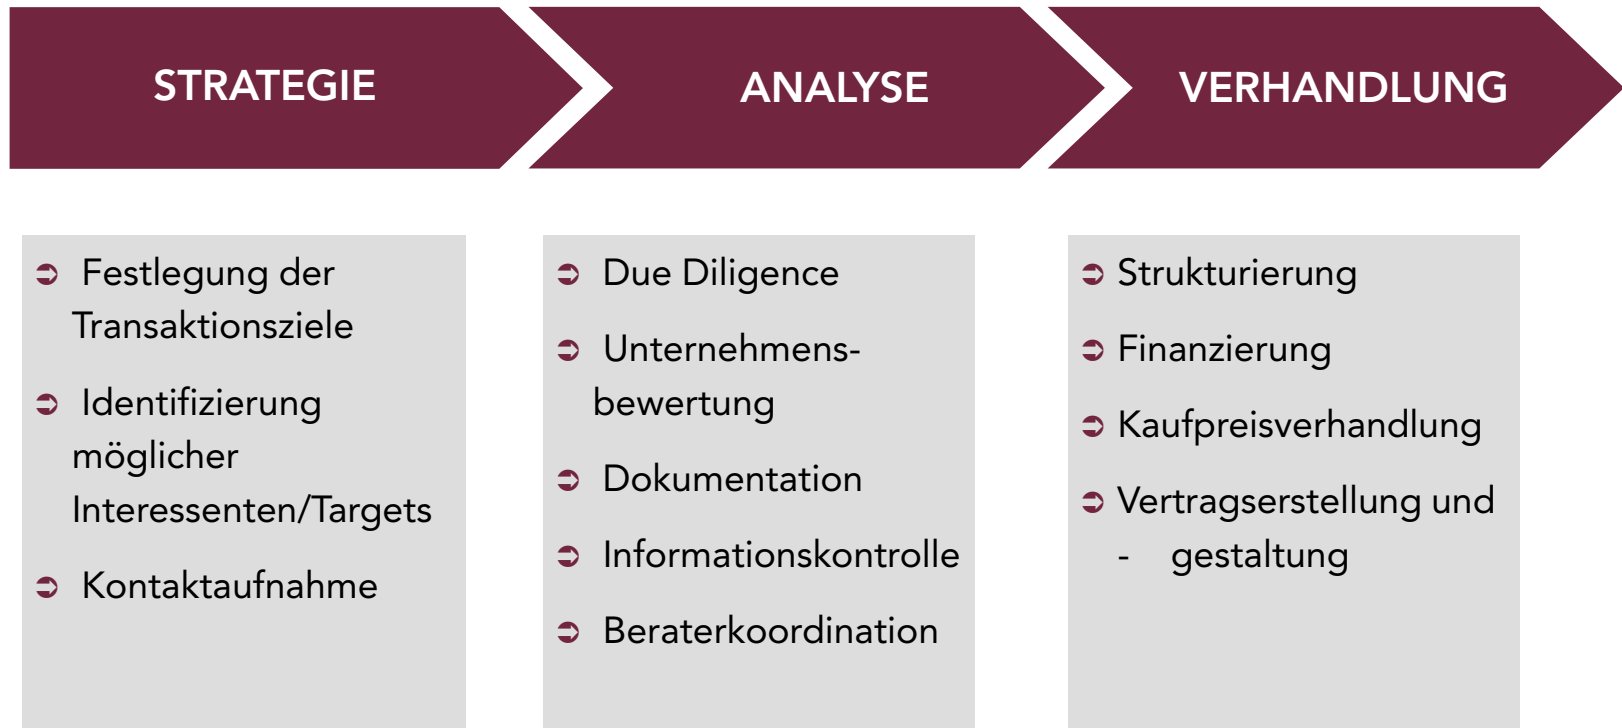 STRATEGIE
ANALYSE
VERHANDLUNG
➲ Festlegung der
Transaktionsziele
➲ Identifizierung
möglicher
Interessenten/Targets
➲ Kontaktaufnahme
➲ Due Diligence
➲ Unternehmens-
bewertung
➲ Dokumentation
➲ Informationskontrolle
➲ Beraterkoordination
➲ Strukturierung
➲ Finanzierung
➲ Kaufpreisverhandlung
➲ Vertragserstellung und
- gestaltung